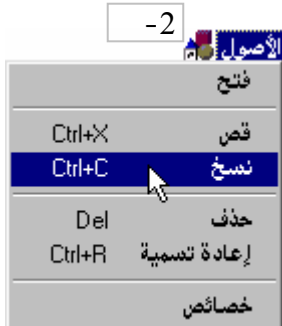 -2
الأصول
فتح
قص Ctrl+X
نسخ Ctrl+C
حذف Del
إعادة تسمية Ctrl+R
خصائص